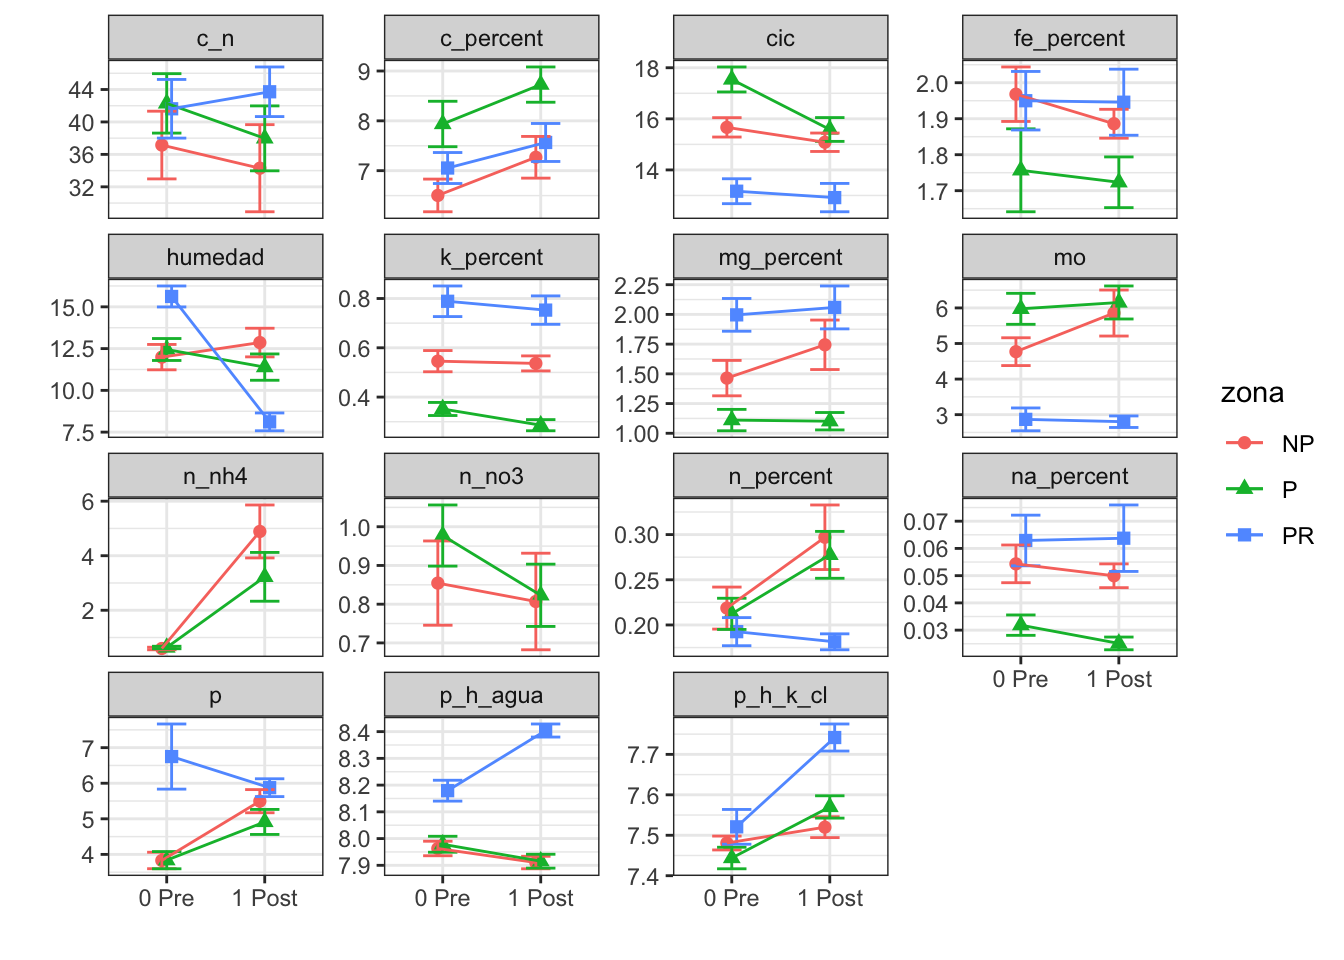 c_n
c_percent
cic
fe_percent
44
40
36
32
9
8
7
18
16
14
2.0
1.9
1.8
1.7
humedad
k_percent
mg_percent
mo
15.0
12.5
10.0
7.5
0.8
0.6
0.4
2.25
2.00
1.75
1.50
1.25
1.00
6
5
4
3
n_nh4
n_no3
n_percent
na_percent
6
4
2
1.0
0.9
0.8
0.7
0.30
0.25
0.20
0.07
0.06
0.05
0.04
0.03
0 Pre 1 Post
p
p_h_agua
p_h_k_cl
7
6
5
4
8.4
8.3
8.2
8.1
8.0
7.9
7.7
7.6
7.5
7.4
0 Pre 1 Post
0 Pre 1 Post
0 Pre 1 Post
zona
NP
P
PR